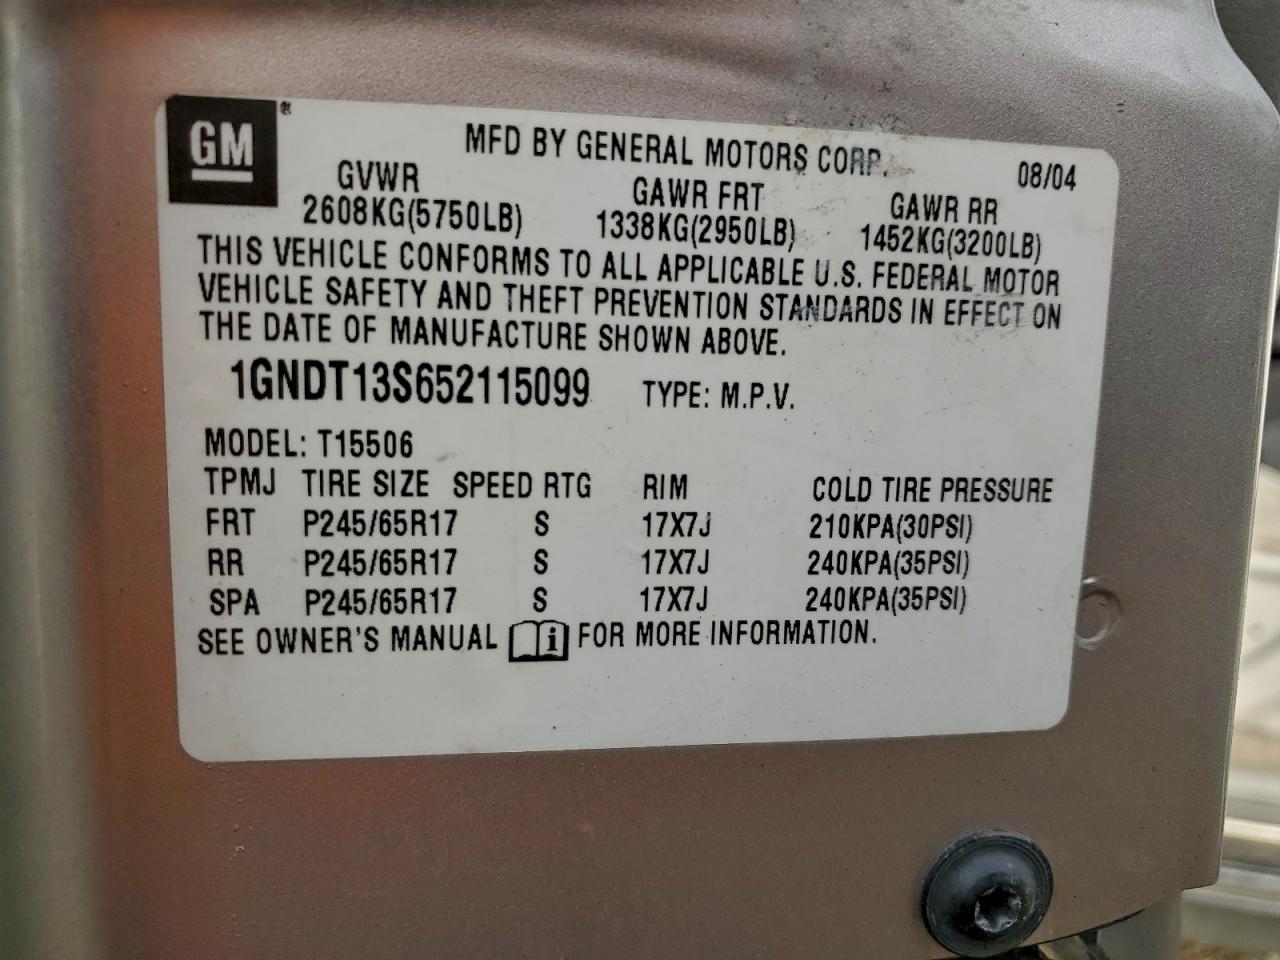 GM ®
MFD BY GENERAL MOTORS CORP. 08/04
GVWR GAWR FRT GAWR RR
2608KG(5750LB) 1338KG(2950LB) 1452KG(3200LB)
THIS VEHICLE CONFORMS TO ALL APPLICABLE U.S. FEDERAL MOTOR
VEHICLE SAFETY AND THEFT PREVENTION STANDARDS IN EFFECT ON
THE DATE OF MANUFACTURE SHOWN ABOVE.
1GNDT13S652115099 TYPE: M.P.V.
MODEL: T15506
TPMJ TIRE SIZE SPEED RTG RIM COLD TIRE PRESSURE
FRT P245/65R17 S 17X7J 210KPA(30PSI)
RR P245/65R17 S 17X7J 240KPA(35PSI)
SPA P245/65R17 S 17X7J 240KPA(35PSI)
SEE OWNER'S MANUAL i FOR MORE INFORMATION.